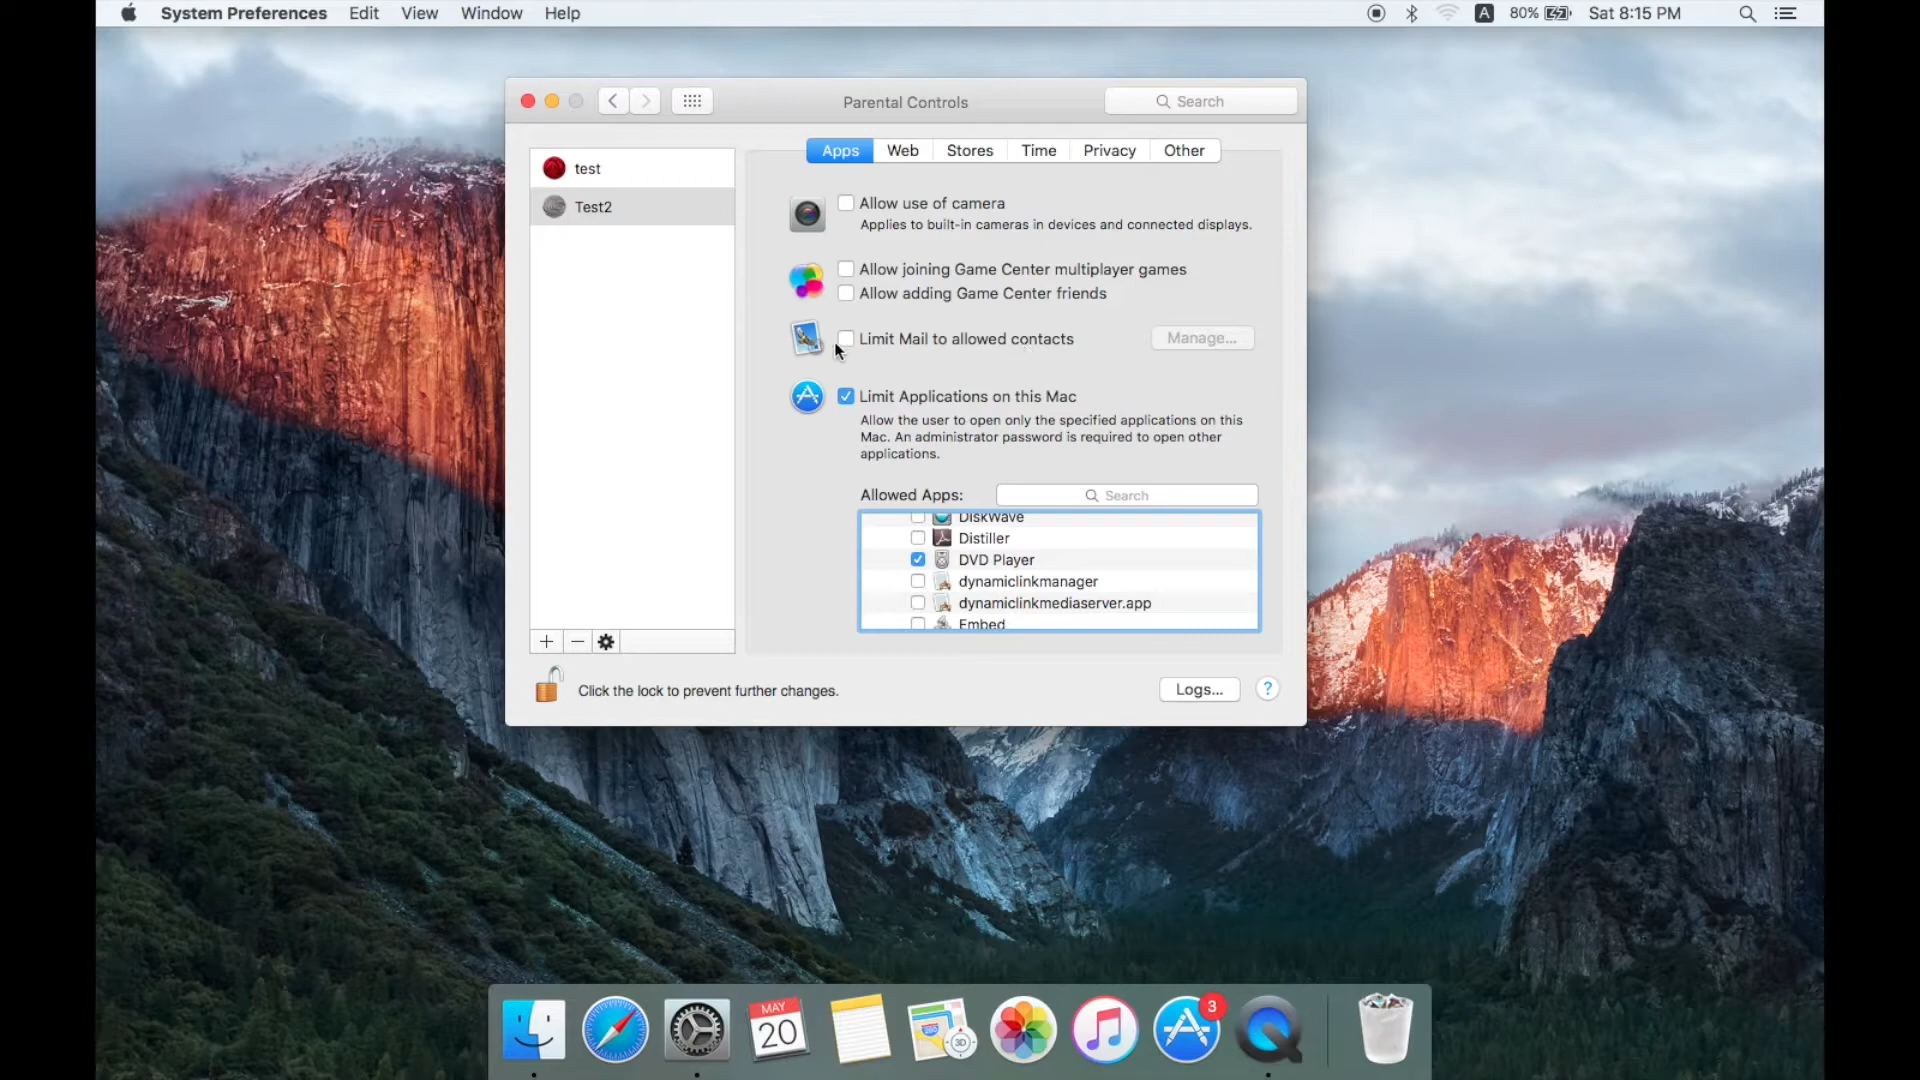 System Preferences Edit View Window Help
A 80% Sat 8:15 PM
Parental Controls
Search
test
Test2
Apps Web Stores Time Privacy Other
Allow use of camera
Applies to built-in cameras in devices and connected displays.
Allow joining Game Center multiplayer games
Allow adding Game Center friends
Limit Mail to allowed contacts
Manage...
Limit Applications on this Mac
Allow the user to open only the specified applications on this
Mac. An administrator password is required to open other
applications.
Allowed Apps:
Search
DiskWave
Distiller
DVD Player
dynamiclinkmanager
dynamiclinkmediaserver.app
Embed
Click the lock to prevent further changes.
Logs...
?
MAY
20
3D
3